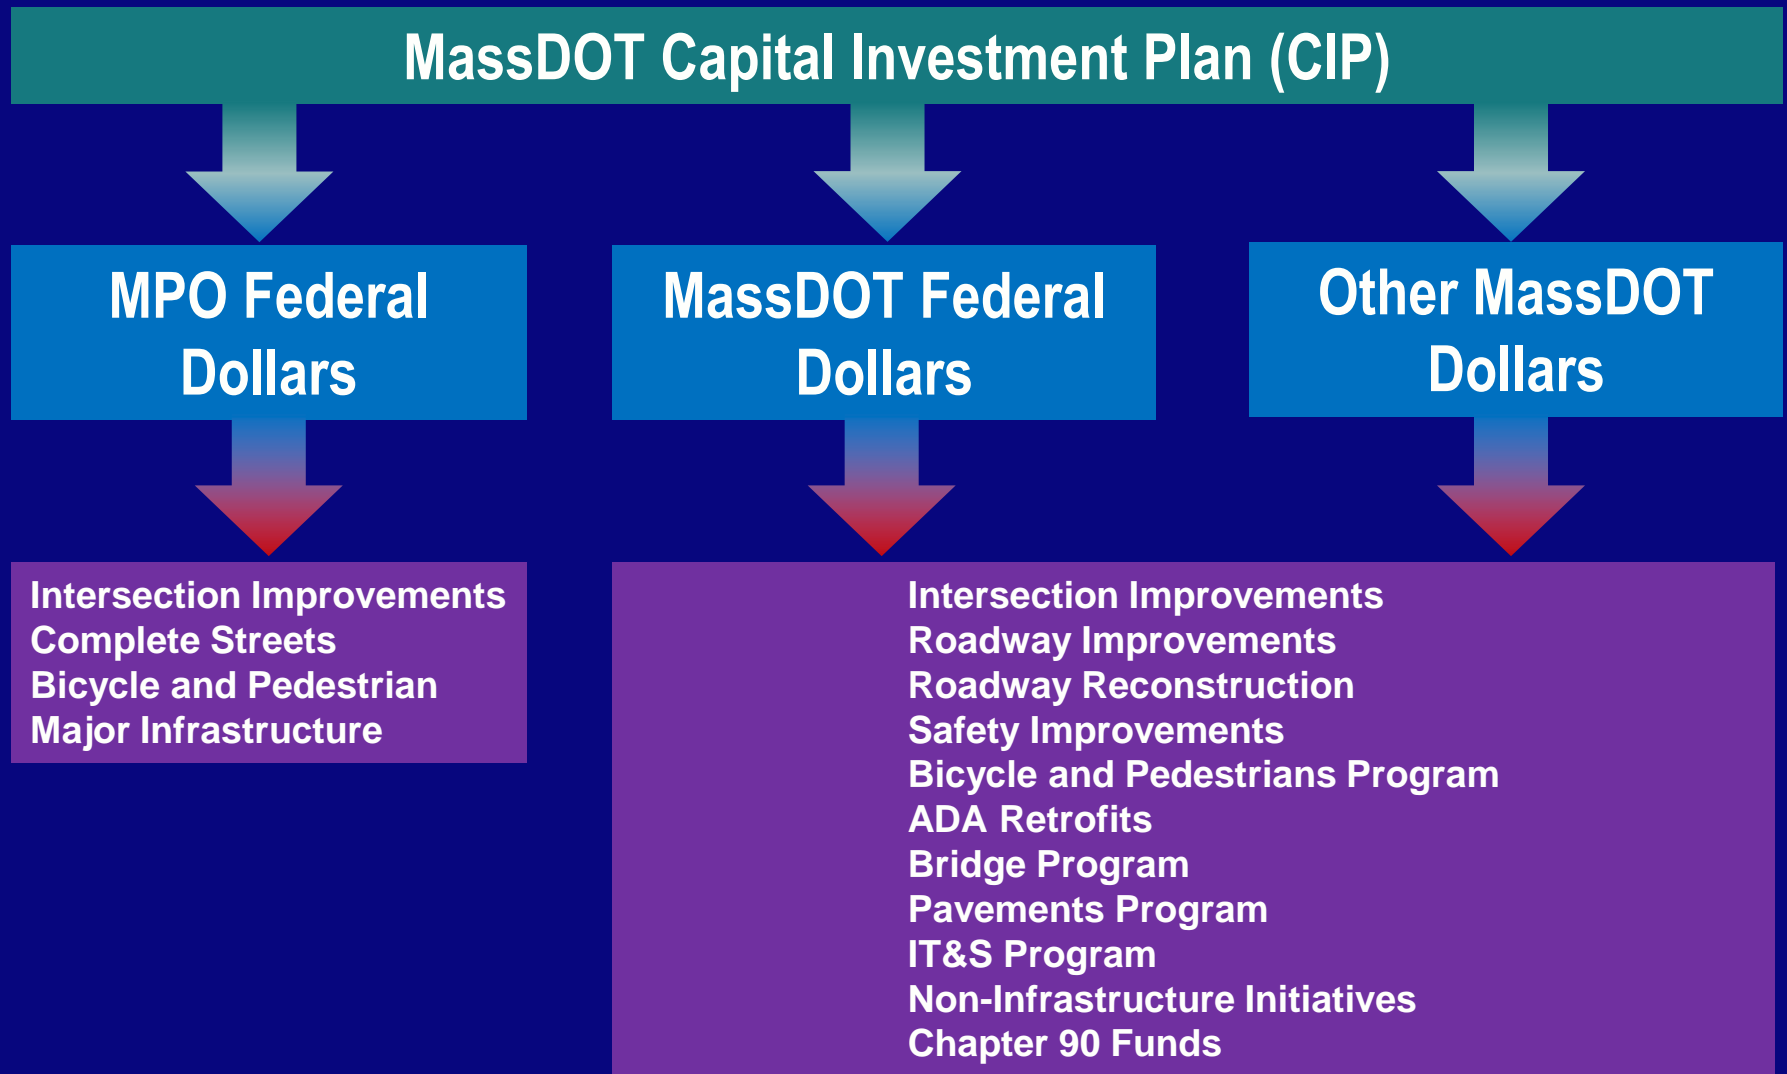 MassDOT Capital Investment Plan (CIP)
MPO Federal
Dollars
MassDOT Federal
Dollars
Other MassDOT
Dollars
Intersection Improvements
Complete Streets
Bicycle and Pedestrian
Major Infrastructure
Intersection Improvements
Roadway Improvements
Roadway Reconstruction
Safety Improvements
Bicycle and Pedestrians Program
ADA Retrofits
Bridge Program
Pavements Program
IT&S Program
Non-Infrastructure Initiatives
Chapter 90 Funds